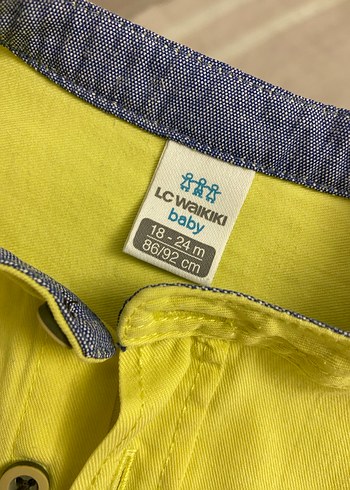 LC WAIKIKI
baby
18 - 24 m
86/92 cm